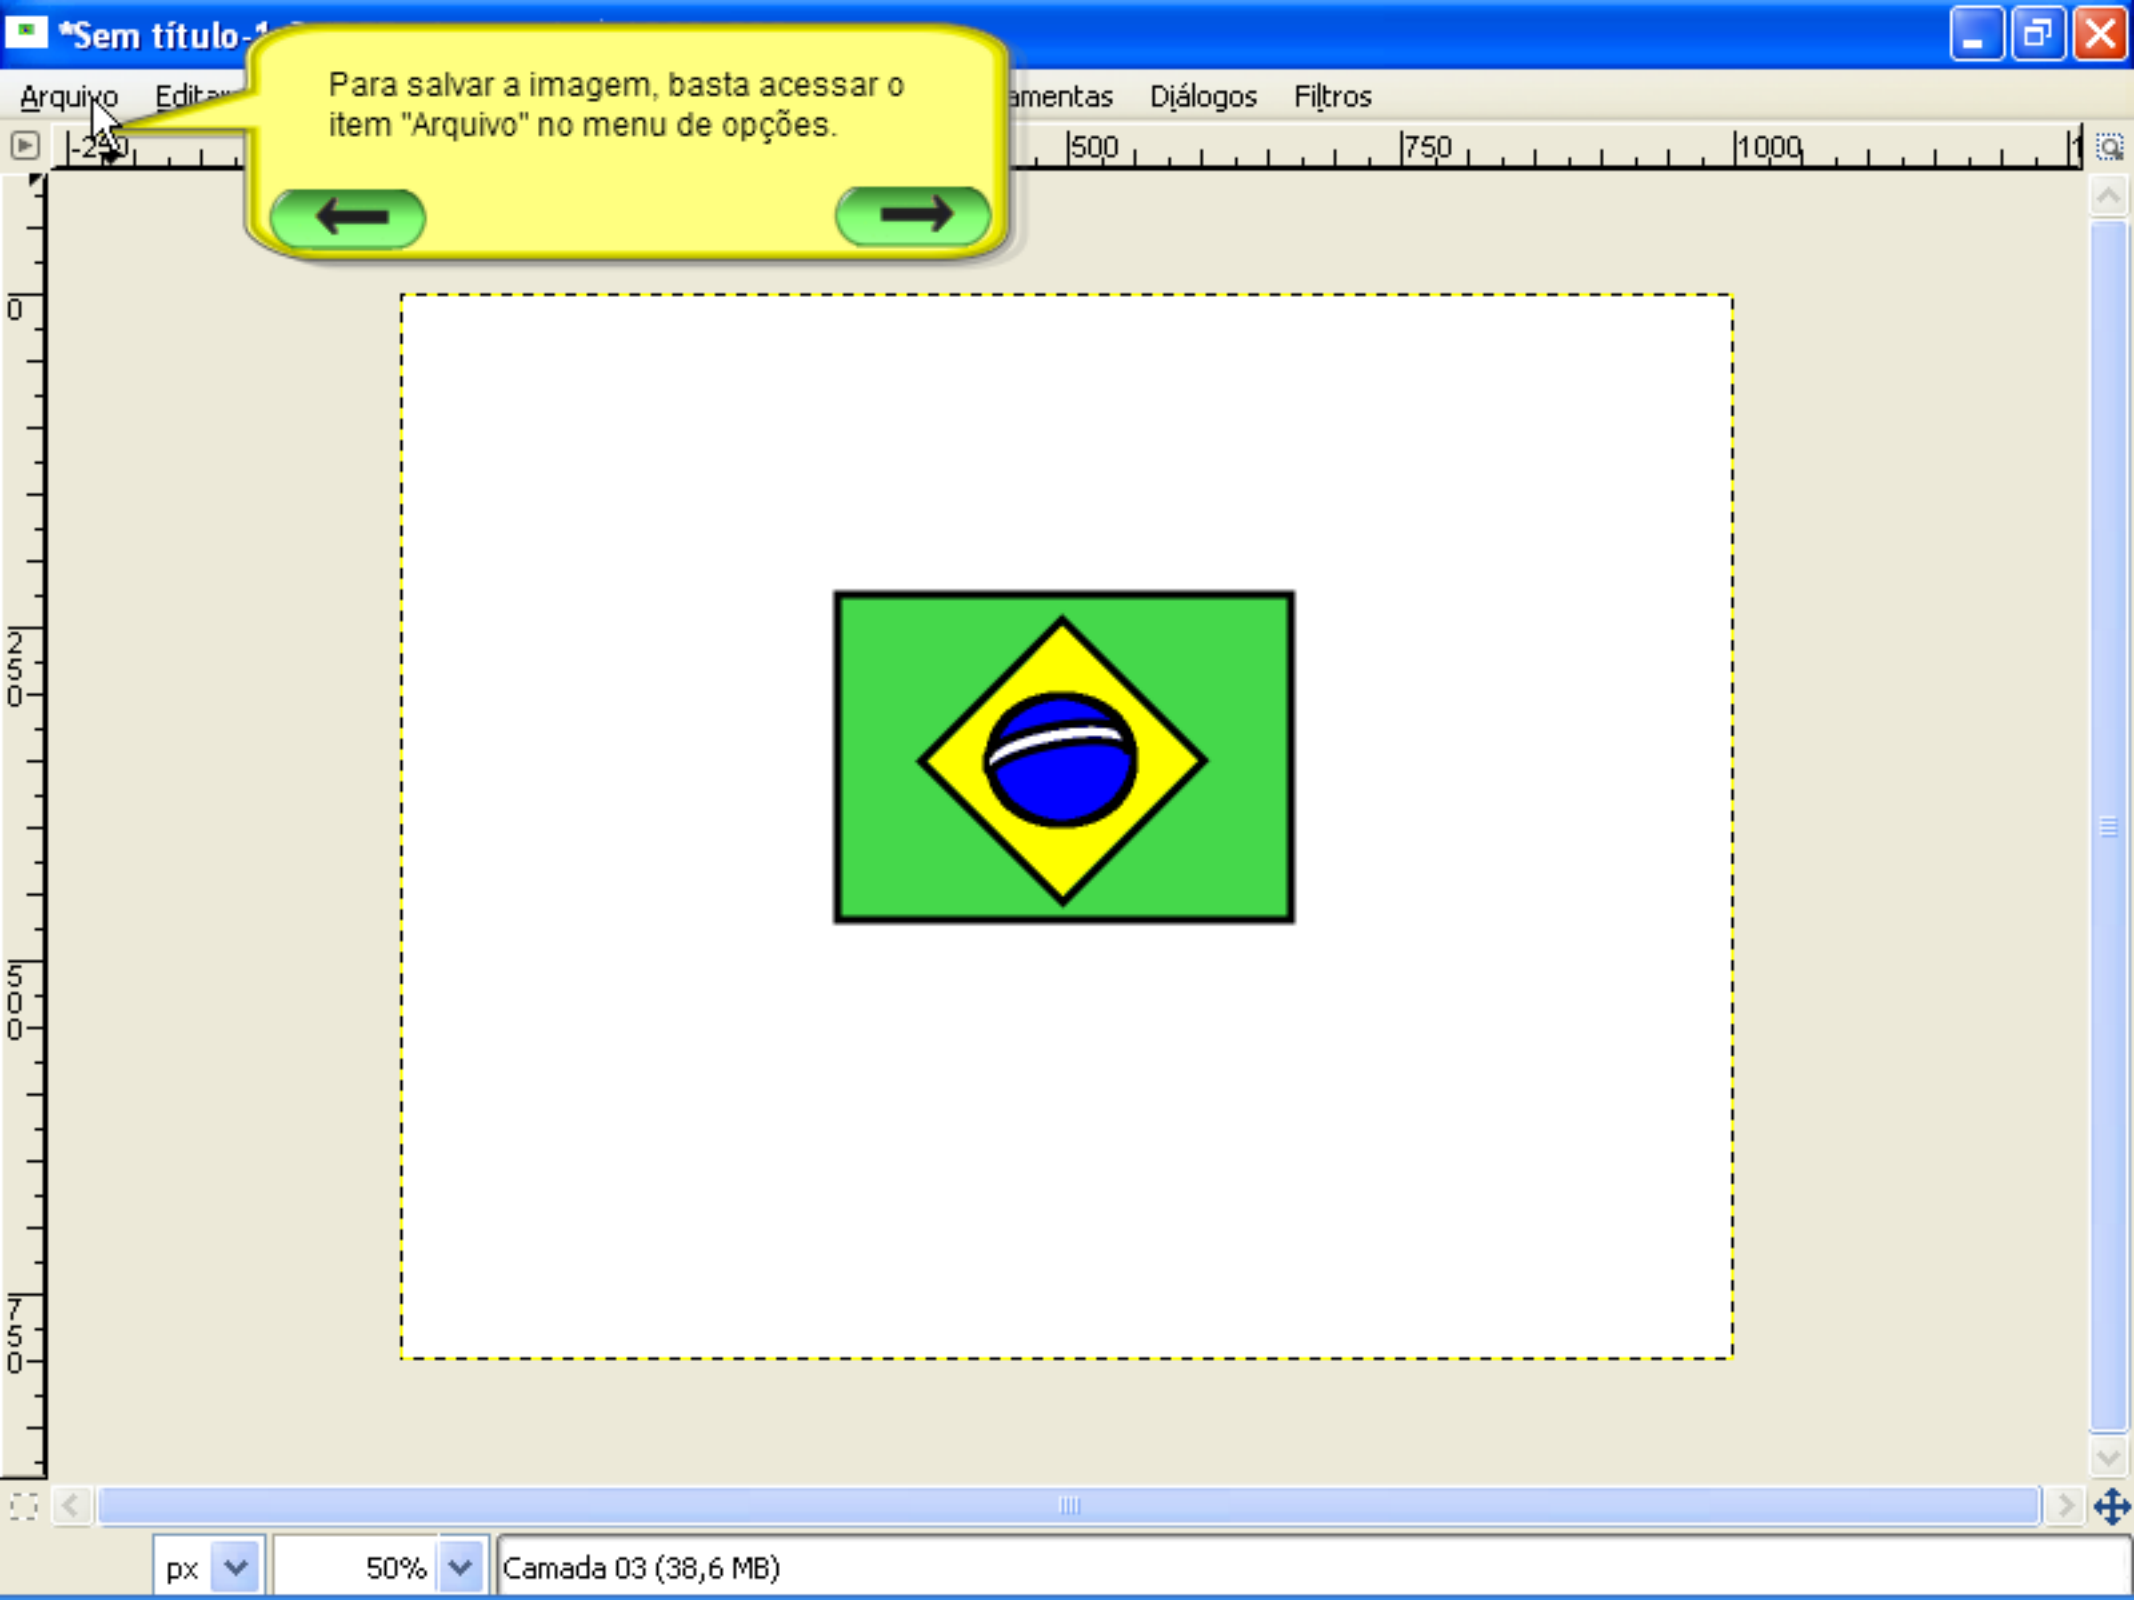 *Sem título-1
Para salvar a imagem, basta acessar o
item "Arquivo" no menu de opções.
Arquivo Editar amentas Diálogos Filtros
500 750 1000
0
250
500
750
px 50% Camada 03 (38,6 MB)